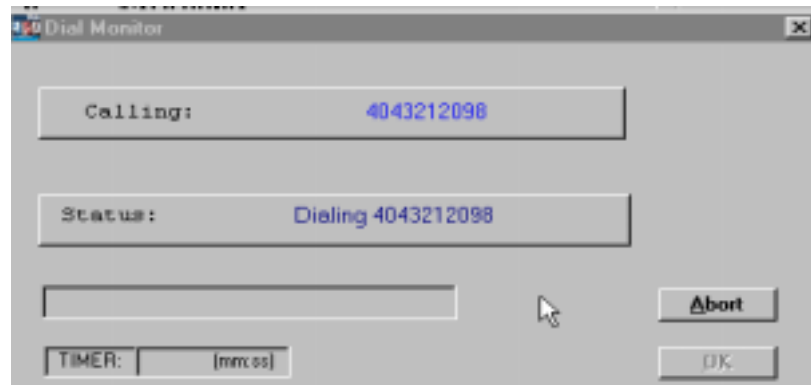 Dial Monitor
Calling: 4043212098
Status: Dialing 4043212098
Abort
TIMER: (mm:ss)
OK